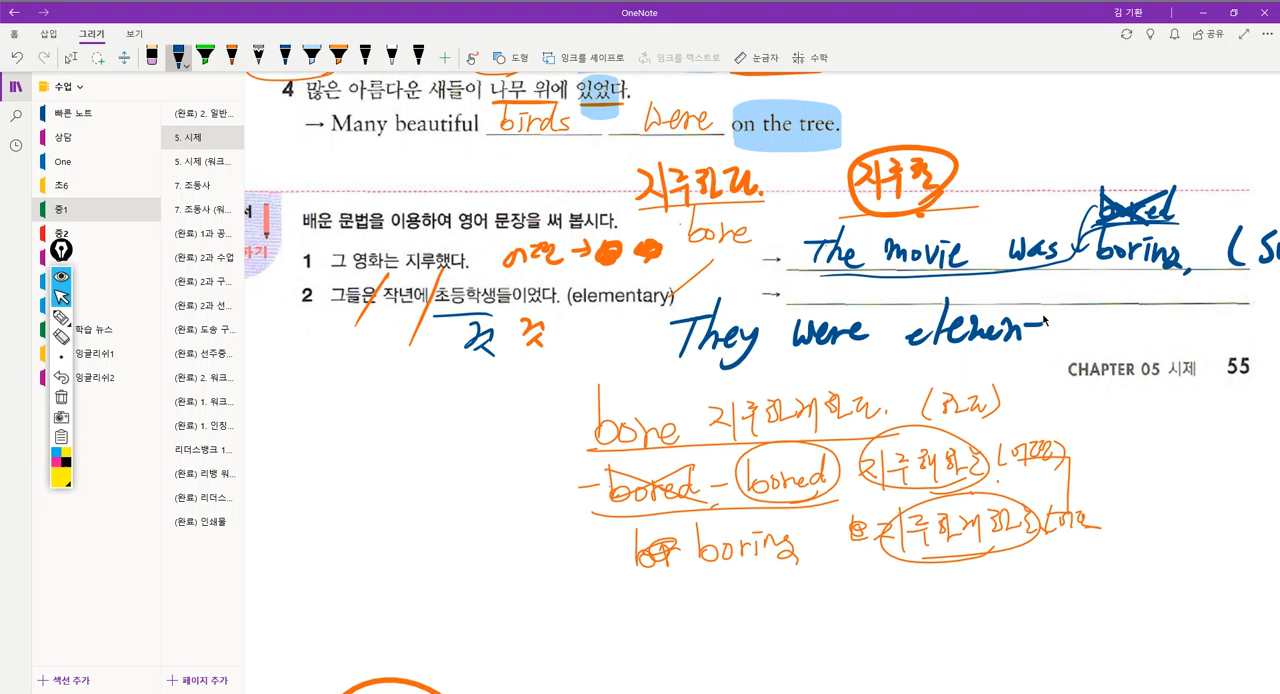 OneNote
김 기환
홈 삽입 그리기 보기
공유
도형 잉크를 셰이프로 잉크를 텍스트로 눈금자 수학
수업
빠른 노트
상담
One
초6
중1
중2
학습 뉴스
잉글리쉬1
잉글리쉬2
(완료) 2. 일반...
5. 시제
5. 시제 (워크...
7. 조동사
7. 조동사 (워...
(완료) 1과 공...
(완료) 2과 수업
(완료) 2과 구...
(완료) 2과 선...
(완료) 도송 구...
(완료) 선주중...
(완료) 2. 워크...
(완료) 1. 워크...
(완료) 1. 인칭...
리더스뱅크 1...
(완료) 리뱅 워...
(완료) 리더스...
(완료) 인쇄물
섹션 추가
페이지 추가
4 많은 아름다운 새들이 나무 위에 있었다.
→ Many beautiful birds were on the tree.
지루한다. 지루한
bore
bored
배운 문법을 이용하여 영어 문장을 써 봅시다.
1 그 영화는 지루했다.
→ The movie was boring,
2 그들은 작년에 초등학생들이었다. (elementary)
→
They were elemen-
CHAPTER 05 시제 55
bore 지루하게한다.
- bored - bored 지루해하는
boring 지루하게하는